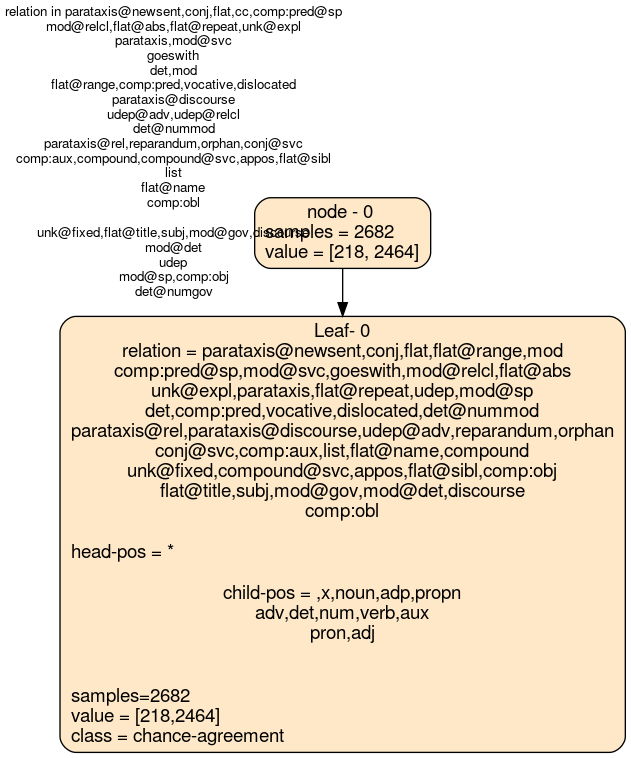 relation in parataxis@newsent,conj,flat,cc,comp:pred@sp
mod@relcl,flat@abs,flat@repeat,unk@expl
parataxis,mod@svc
goeswith
det,mod
flat@range,comp:pred,vocative,dislocated
parataxis@discourse
udep@adv,udep@relcl
det@nummod
parataxis@rel,reparandum,orphan,conj@svc
comp:aux,compound,compound@svc,appos,flat@sibl
list
flat@name
comp:obl
unk@fixed,flat@title,subj,mod@gov,discourse
mod@det
udep
mod@sp,comp:obj
det@numgov
node - 0
samples = 2682
value = [218, 2464]
Leaf- 0
relation = parataxis@newsent,conj,flat,flat@range,mod
comp:pred@sp,mod@svc,goeswith,mod@relcl,flat@abs
unk@expl,parataxis,flat@repeat,udep,mod@sp
det,comp:pred,vocative,dislocated,det@nummod
parataxis@rel,parataxis@discourse,udep@adv,reparandum,orphan
conj@svc,comp:aux,list,flat@name,compound
unk@fixed,compound@svc,appos,flat@sibl,comp:obj
flat@title,subj,mod@gov,mod@det,discourse
comp:obl
head-pos = *
child-pos = ,x,noun,adp,propn
adv,det,num,verb,aux
pron,adj
samples=2682
value = [218,2464]
class = chance-agreement